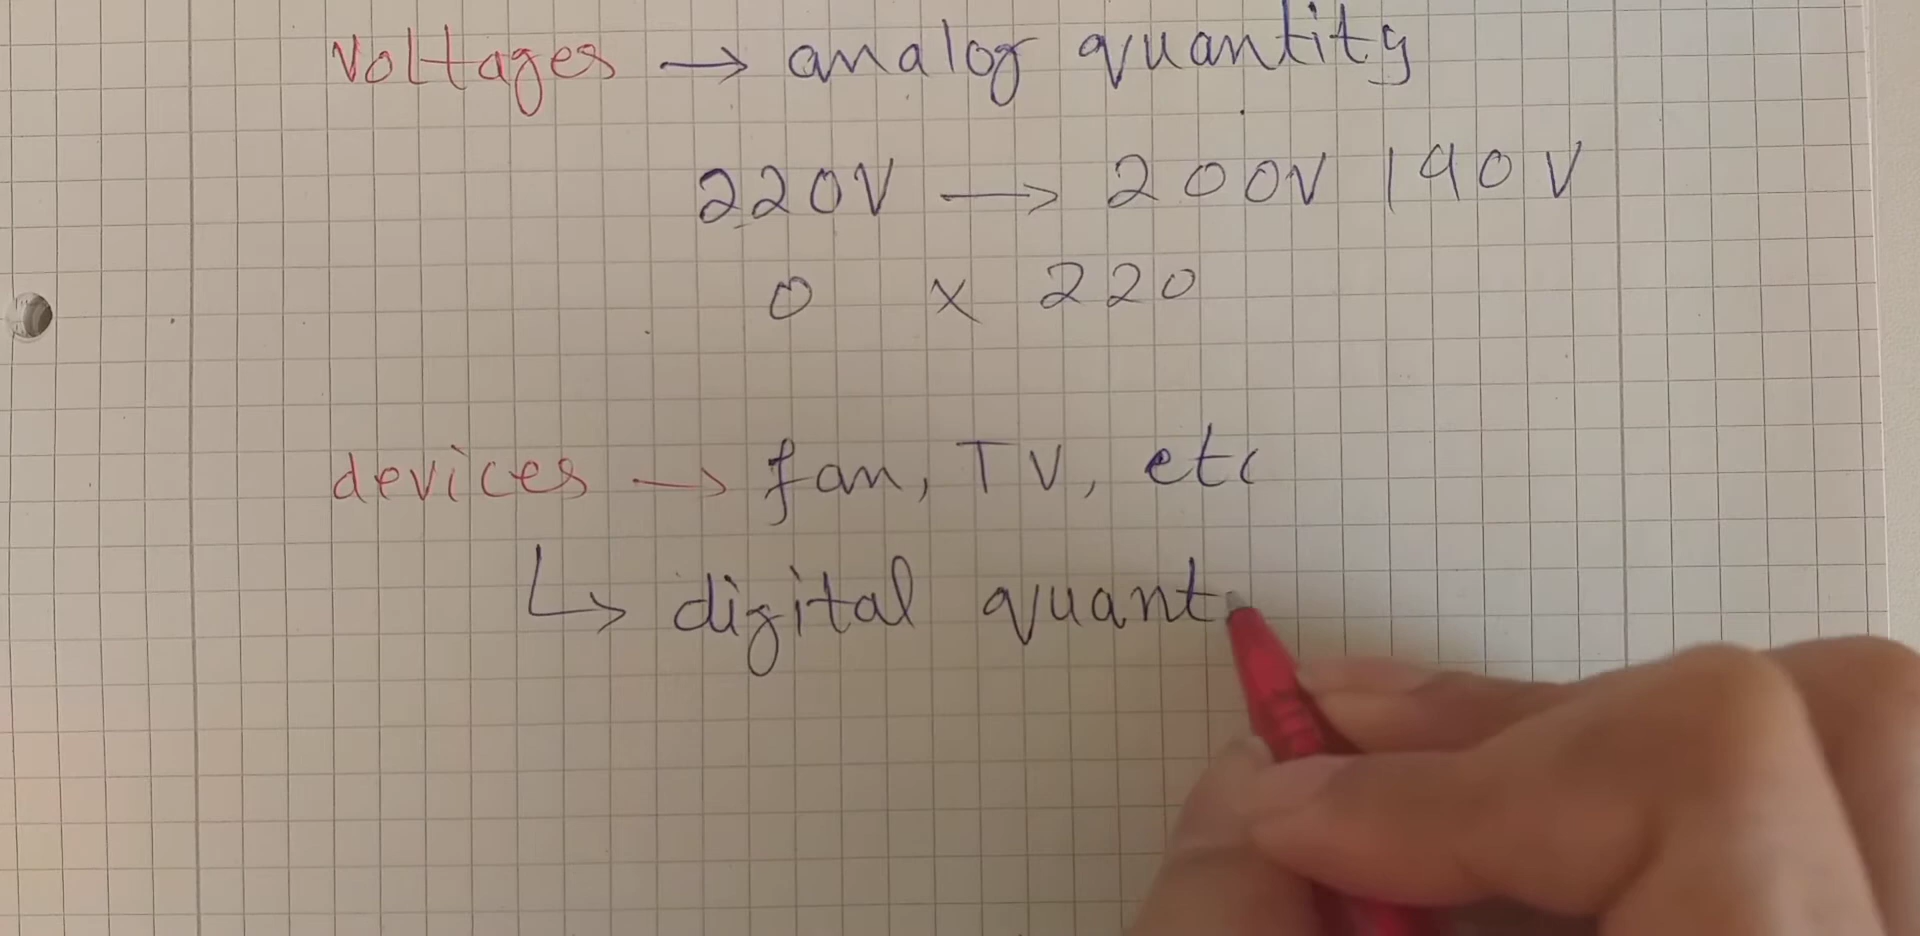 Voltages → analog quantity
220V → 200V 190V
0 x 220
devices → fan, TV, etc
↳ digital quant